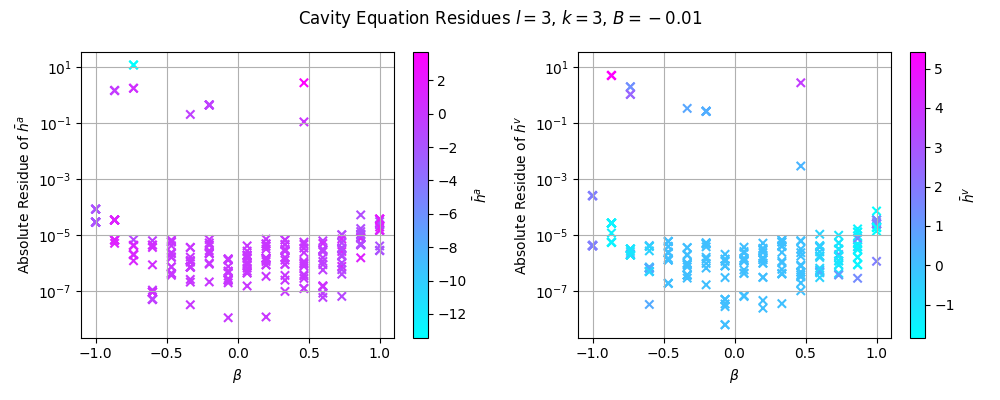 Cavity Equation Residues l = 3, k = 3, B = −0.01
Absolute Residue of h̄ᵃ
10¹
10⁻¹
10⁻³
10⁻⁵
10⁻⁷
−1.0 −0.5 0.0 0.5 1.0
β
2
0
−2
−4
−6
−8
−10
−12
h̄ᵃ
Absolute Residue of h̄ᵛ
10¹
10⁻¹
10⁻³
10⁻⁵
10⁻⁷
−1.0 −0.5 0.0 0.5 1.0
β
5
4
3
2
1
0
−1
h̄ᵛ